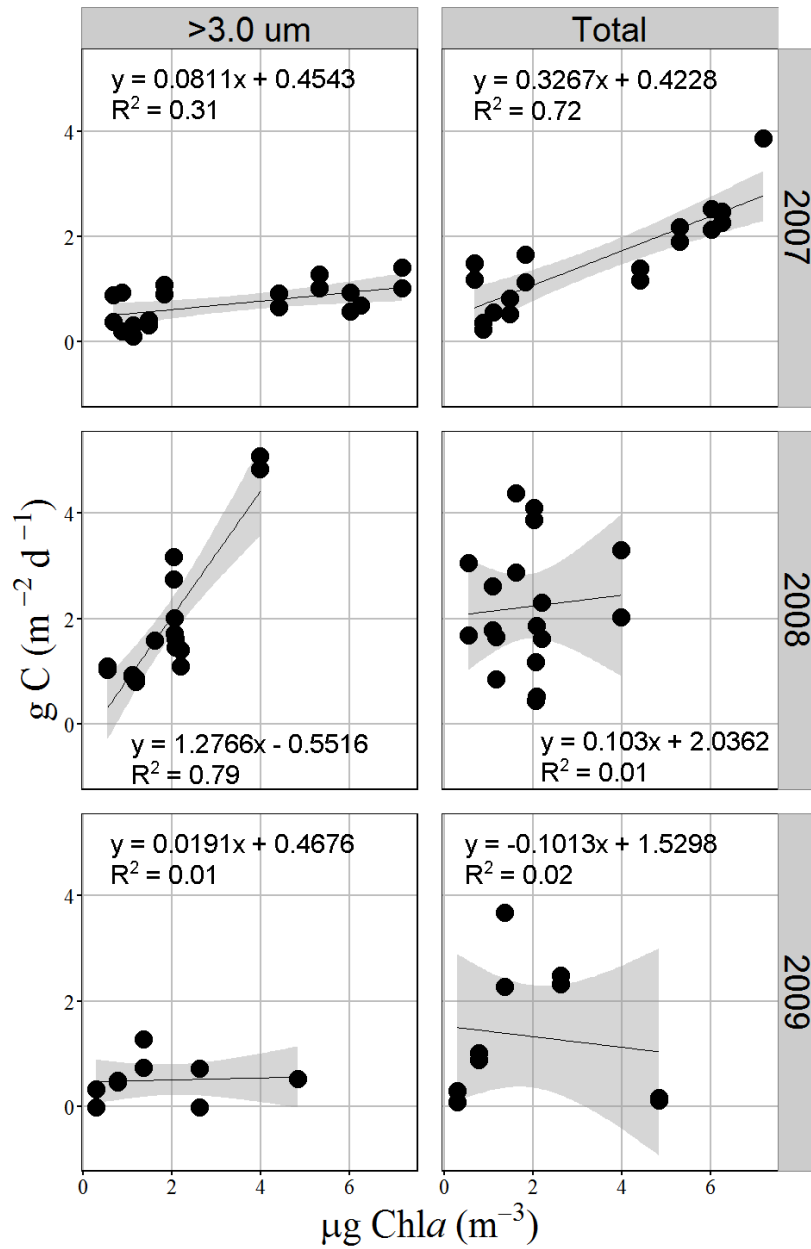 >3.0 um
Total
y = 0.0811x + 0.4543
R² = 0.31
y = 0.3267x + 0.4228
R² = 0.72
2007
4
2
0
y = 1.2766x - 0.5516
R² = 0.79
y = 0.103x + 2.0362
R² = 0.01
2008
4
2
0
y = 0.0191x + 0.4676
R² = 0.01
y = -0.1013x + 1.5298
R² = 0.02
2009
4
2
0
g C (m⁻² d⁻¹)
0 2 4 6
0 2 4 6
µg Chla (m⁻³)